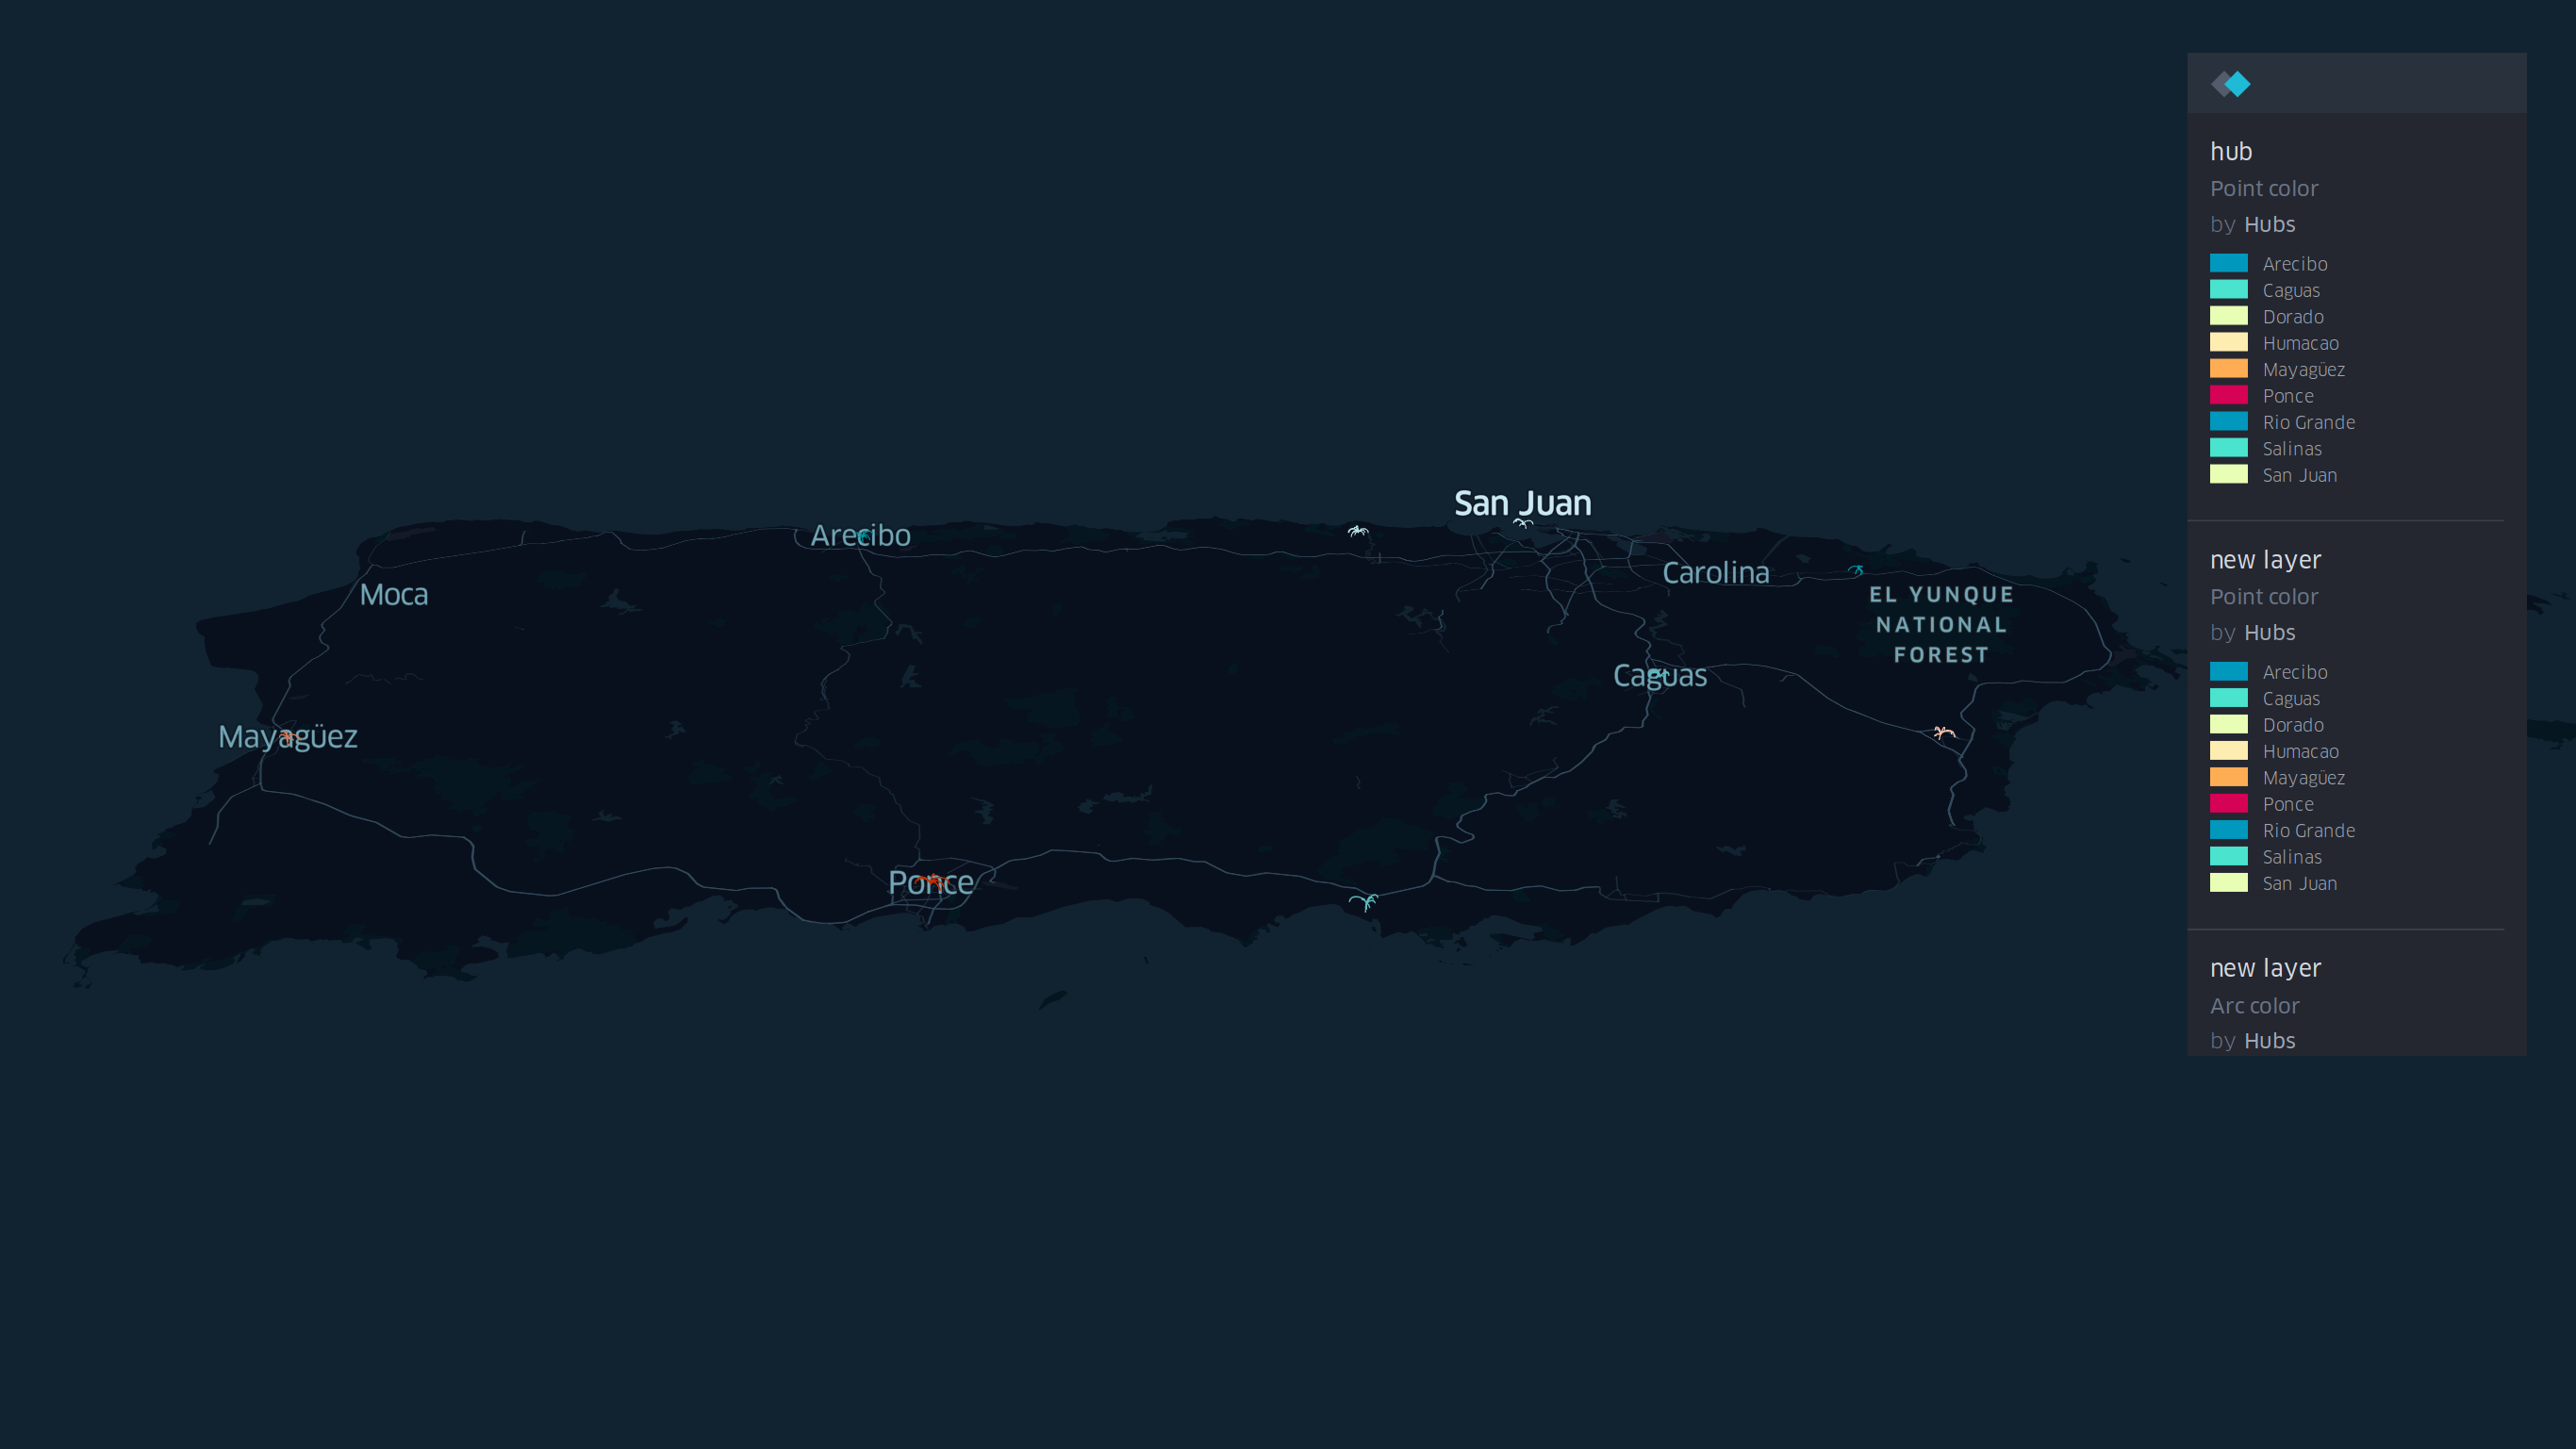 San Juan
Arecibo
Carolina
Moca
EL YUNQUE
NATIONAL
FOREST
Caguas
Mayagüez
Ponce
hub
Point color
by Hubs
Arecibo
Caguas
Dorado
Humacao
Mayagüez
Ponce
Rio Grande
Salinas
San Juan
new layer
Point color
by Hubs
Arecibo
Caguas
Dorado
Humacao
Mayagüez
Ponce
Rio Grande
Salinas
San Juan
new layer
Arc color
by Hubs